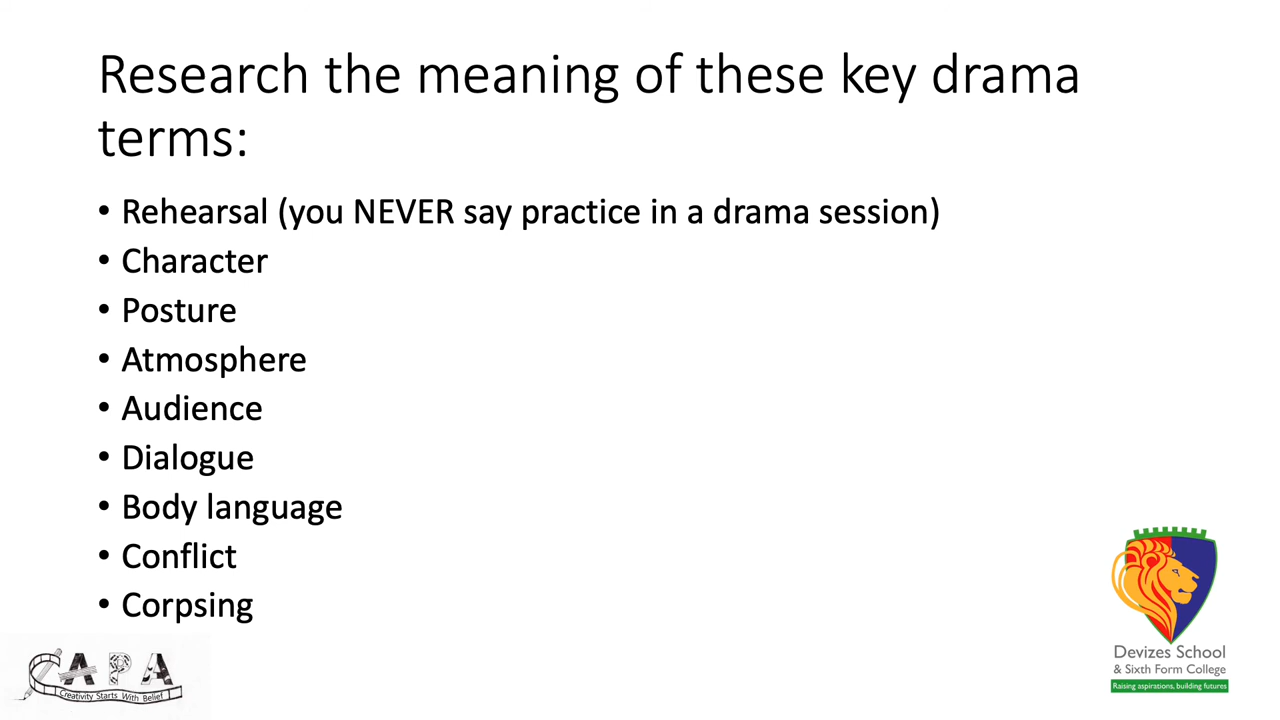 Research the meaning of these key drama
terms:
• Rehearsal (you NEVER say practice in a drama session)
• Character
• Posture
• Atmosphere
• Audience
• Dialogue
• Body language
• Conflict
• Corpsing
CAPA
Creativity Starts With Belief
Devizes School
& Sixth Form College
Raising aspirations, building futures